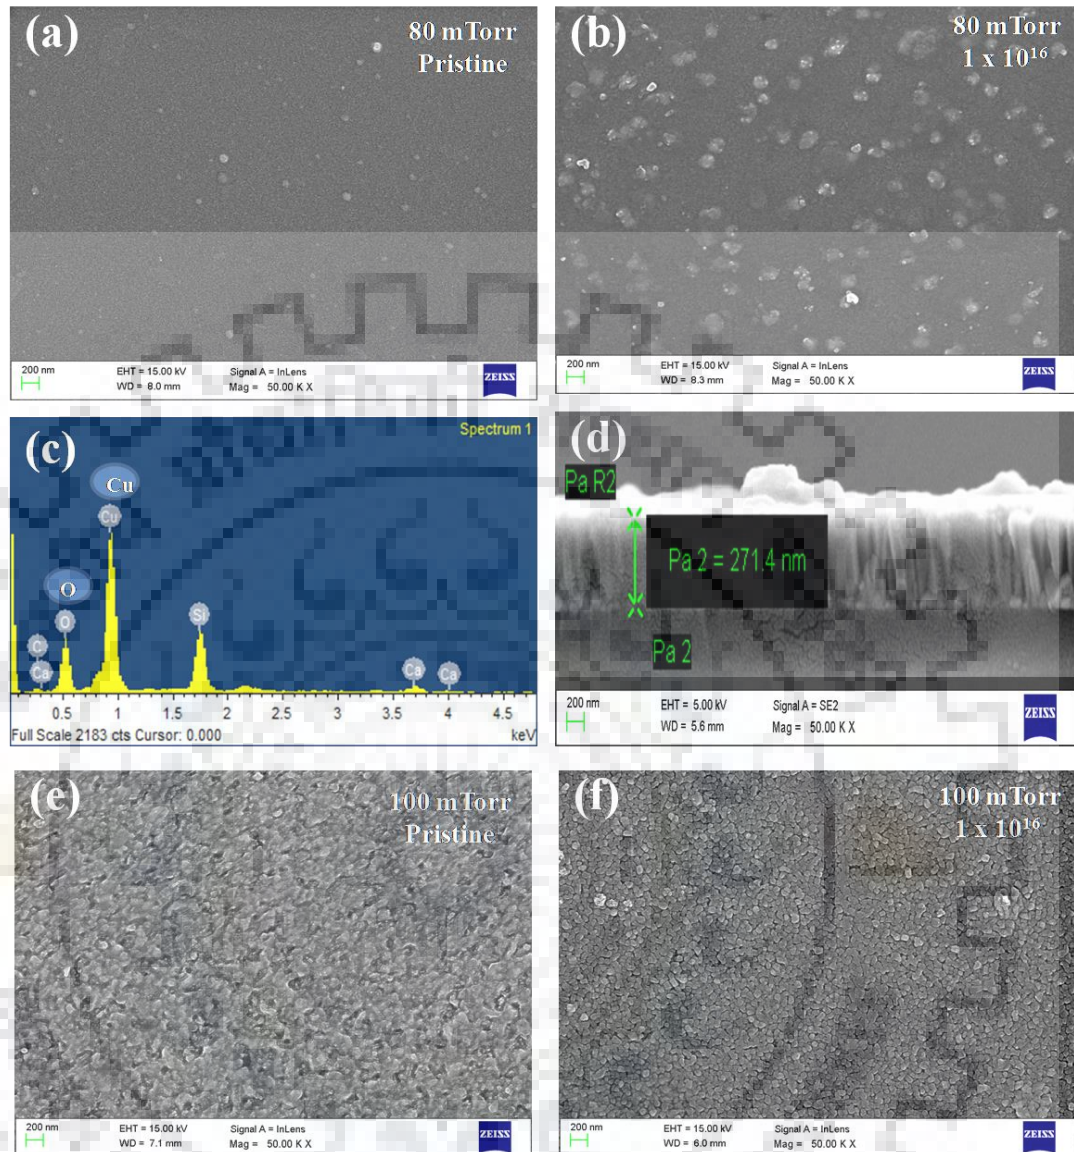 (a)
80 mTorr
Pristine
200 nm
EHT = 15.00 kV
Signal A = InLens
WD = 8.0 mm
Mag = 50.00 K X
ZEISS
(b)
80 mTorr
1 x 10¹⁶
200 nm
EHT = 15.00 kV
Signal A = InLens
WD = 8.3 mm
Mag = 50.00 K X
ZEISS
(c)
Spectrum 1
Cu
Cu
O
O
Si
C
Ca
Ca
Ca
0.5 1 1.5 2 2.5 3 3.5 4 4.5
Full Scale 2183 cts Cursor: 0.000
keV
(d)
Pa R2
Pa 2 = 271.4 nm
Pa 2
200 nm
EHT = 5.00 kV
Signal A = SE2
WD = 5.6 mm
Mag = 50.00 K X
ZEISS
(e)
100 mTorr
Pristine
200 nm
EHT = 15.00 kV
Signal A = InLens
WD = 7.1 mm
Mag = 50.00 K X
ZEISS
(f)
100 mTorr
1 x 10¹⁶
200 nm
EHT = 15.00 kV
Signal A = InLens
WD = 6.0 mm
Mag = 50.00 K X
ZEISS